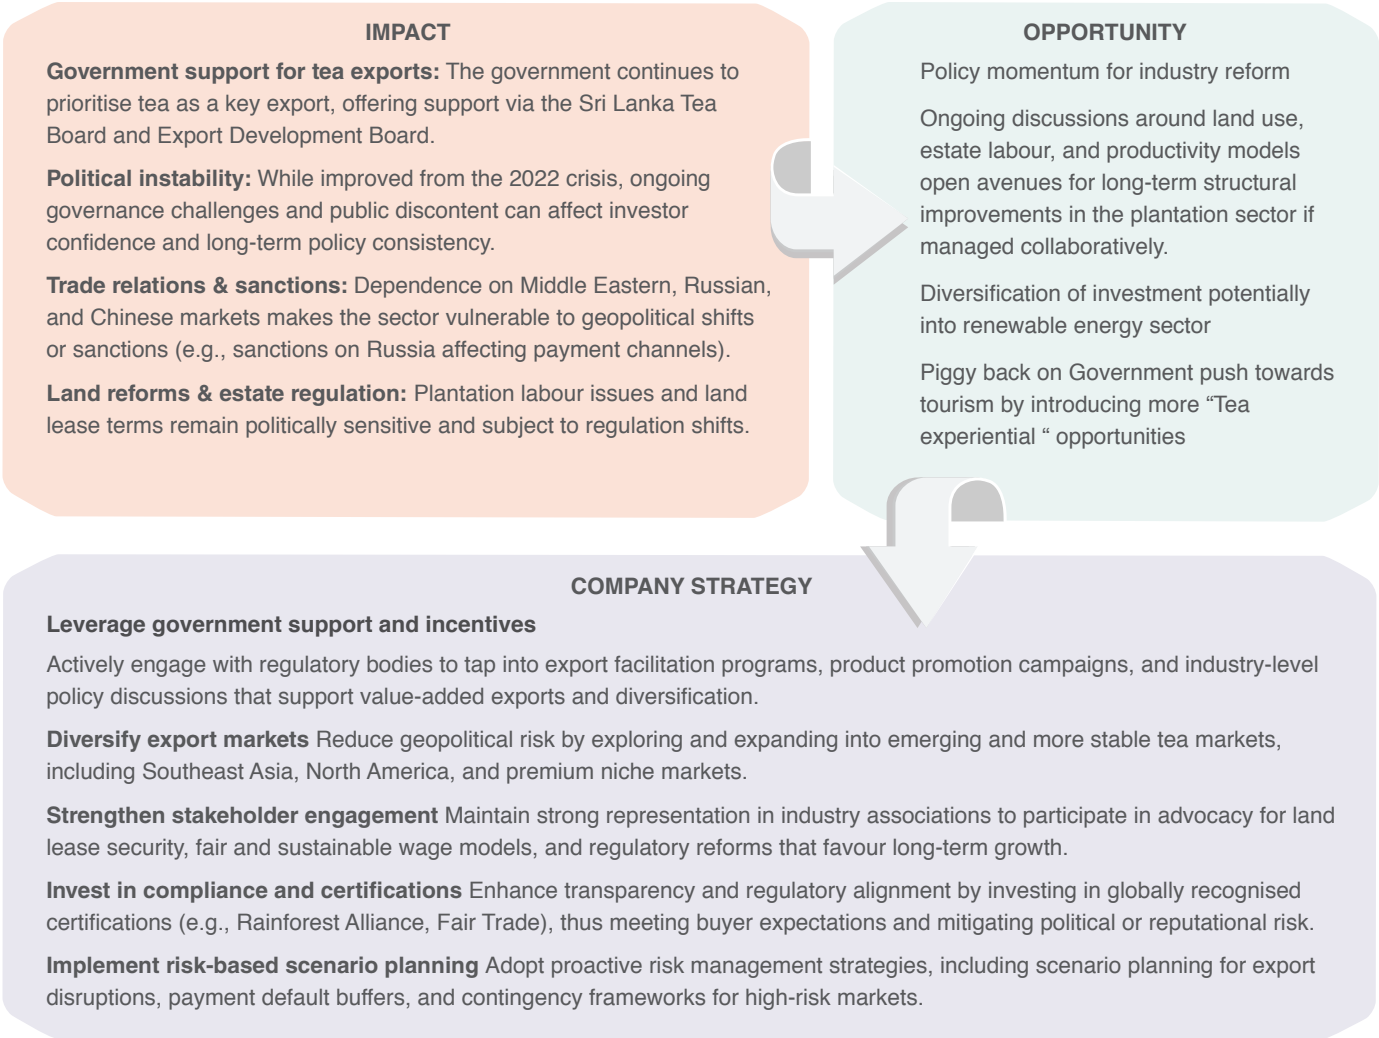 IMPACT
Government support for tea exports: The government continues to
prioritise tea as a key export, offering support via the Sri Lanka Tea
Board and Export Development Board.
Political instability: While improved from the 2022 crisis, ongoing
governance challenges and public discontent can affect investor
confidence and long-term policy consistency.
Trade relations & sanctions: Dependence on Middle Eastern, Russian,
and Chinese markets makes the sector vulnerable to geopolitical shifts
or sanctions (e.g., sanctions on Russia affecting payment channels).
Land reforms & estate regulation: Plantation labour issues and land
lease terms remain politically sensitive and subject to regulation shifts.
OPPORTUNITY
Policy momentum for industry reform
Ongoing discussions around land use,
estate labour, and productivity models
open avenues for long-term structural
improvements in the plantation sector if
managed collaboratively.
Diversification of investment potentially
into renewable energy sector
Piggy back on Government push towards
tourism by introducing more “Tea
experiential “ opportunities
COMPANY STRATEGY
Leverage government support and incentives
Actively engage with regulatory bodies to tap into export facilitation programs, product promotion campaigns, and industry-level
policy discussions that support value-added exports and diversification.
Diversify export markets Reduce geopolitical risk by exploring and expanding into emerging and more stable tea markets,
including Southeast Asia, North America, and premium niche markets.
Strengthen stakeholder engagement Maintain strong representation in industry associations to participate in advocacy for land
lease security, fair and sustainable wage models, and regulatory reforms that favour long-term growth.
Invest in compliance and certifications Enhance transparency and regulatory alignment by investing in globally recognised
certifications (e.g., Rainforest Alliance, Fair Trade), thus meeting buyer expectations and mitigating political or reputational risk.
Implement risk-based scenario planning Adopt proactive risk management strategies, including scenario planning for export
disruptions, payment default buffers, and contingency frameworks for high-risk markets.